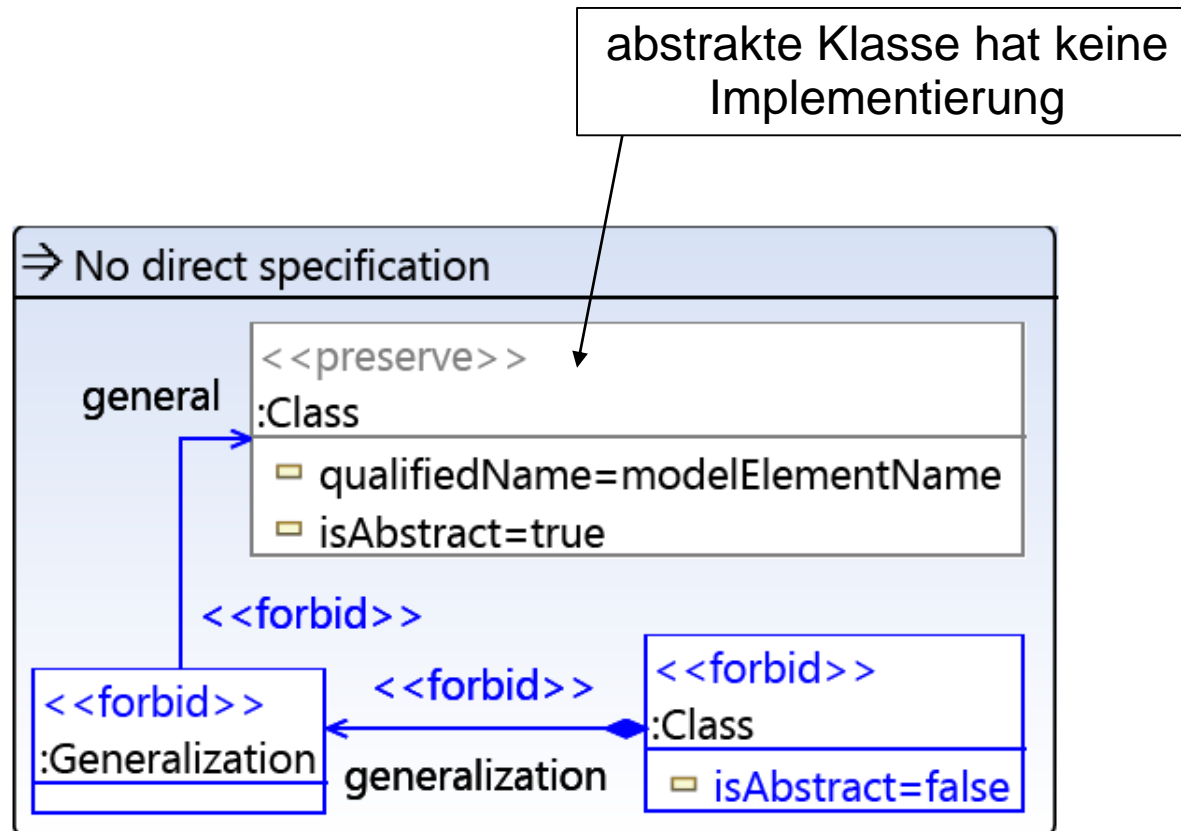 abstrakte Klasse hat keine
Implementierung
⇒ No direct specification
<<preserve>>
general
:Class
qualifiedName=modelElementName
isAbstract=true
<<forbid>>
<<forbid>>
<<forbid>>
<<forbid>>
:Class
:Generalization
generalization
isAbstract=false